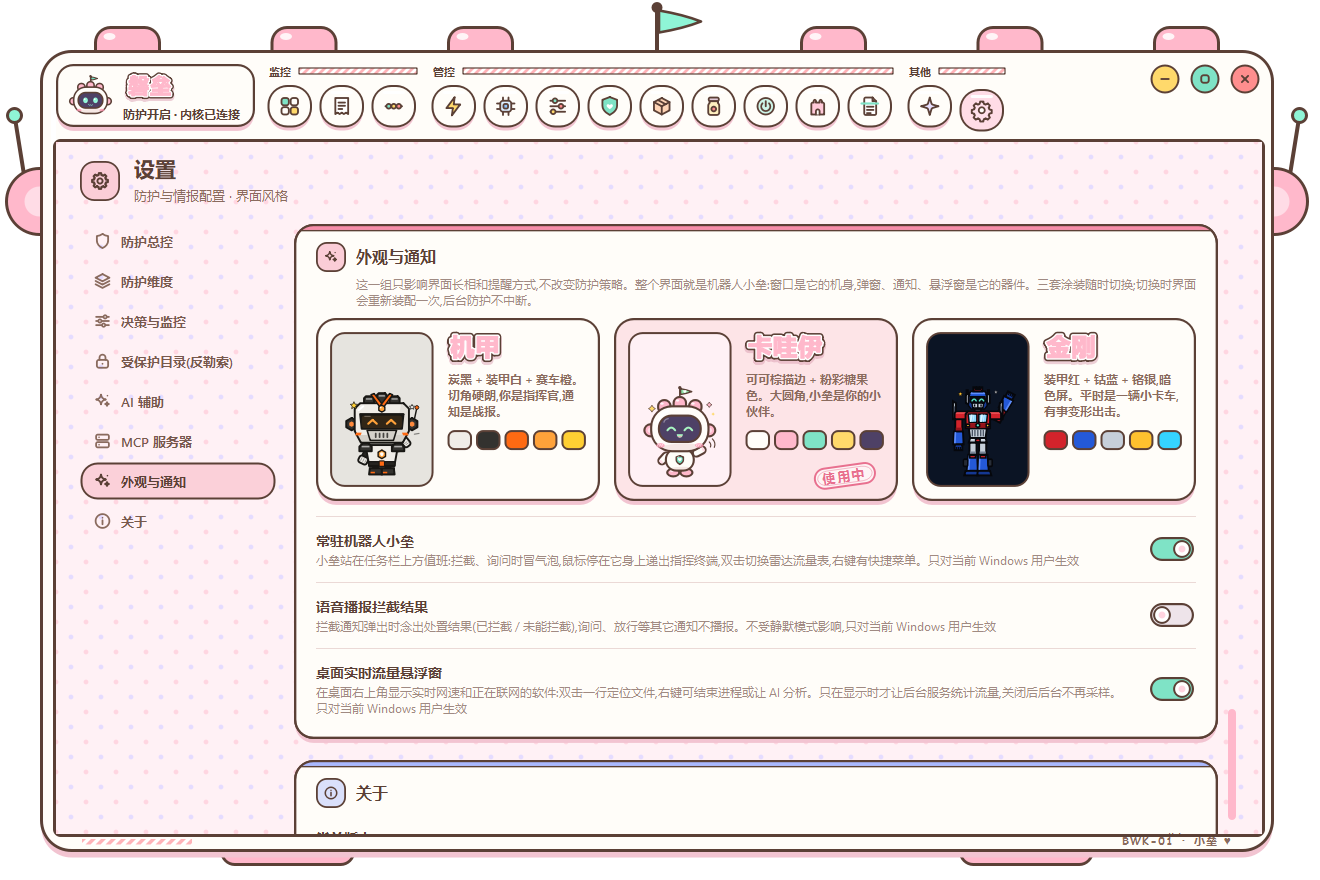 磐垒
防护开启 · 内核已连接
监控
管控
其他
设置
防护与情报配置 · 界面风格
防护总控
防护维度
决策与监控
受保护目录(反勒索)
AI 辅助
MCP 服务器
外观与通知
关于
外观与通知
这一组只影响界面长相和提醒方式,不改变防护策略。整个界面就是机器人小垒:窗口是它的机身,弹窗、通知、悬浮窗是它的器件。三套涂装随时切换;切换时界面
会重新装配一次,后台防护不中断。
机甲
炭黑 + 装甲白 + 赛车橙。
切角硬朗,你是指挥官,通
知是战报。
卡哇伊
可可棕描边 + 粉彩糖果
色。大圆角,小垒是你的小
伙伴。
使用中
金刚
装甲红 + 钴蓝 + 铬银,暗
色屏。平时是一辆小卡车,
有事变形出击。
常驻机器人小垒
小垒站在任务栏上方值班:拦截、询问时冒气泡,鼠标停在它身上递出指挥终端,双击切换雷达流量表,右键有快捷菜单。只对当前 Windows 用户生效
语音播报拦截结果
拦截通知弹出时念出处置结果(已拦截 / 未能拦截),询问、放行等其它通知不播报。不受静默模式影响,只对当前 Windows 用户生效
桌面实时流量悬浮窗
在桌面右上角显示实时网速和正在联网的软件:双击一行定位文件,右键可结束进程或让 AI 分析。只在显示时才让后台服务统计流量,关闭后后台不再采样。
只对当前 Windows 用户生效
关于
BWK-01 · 小垒 ♥